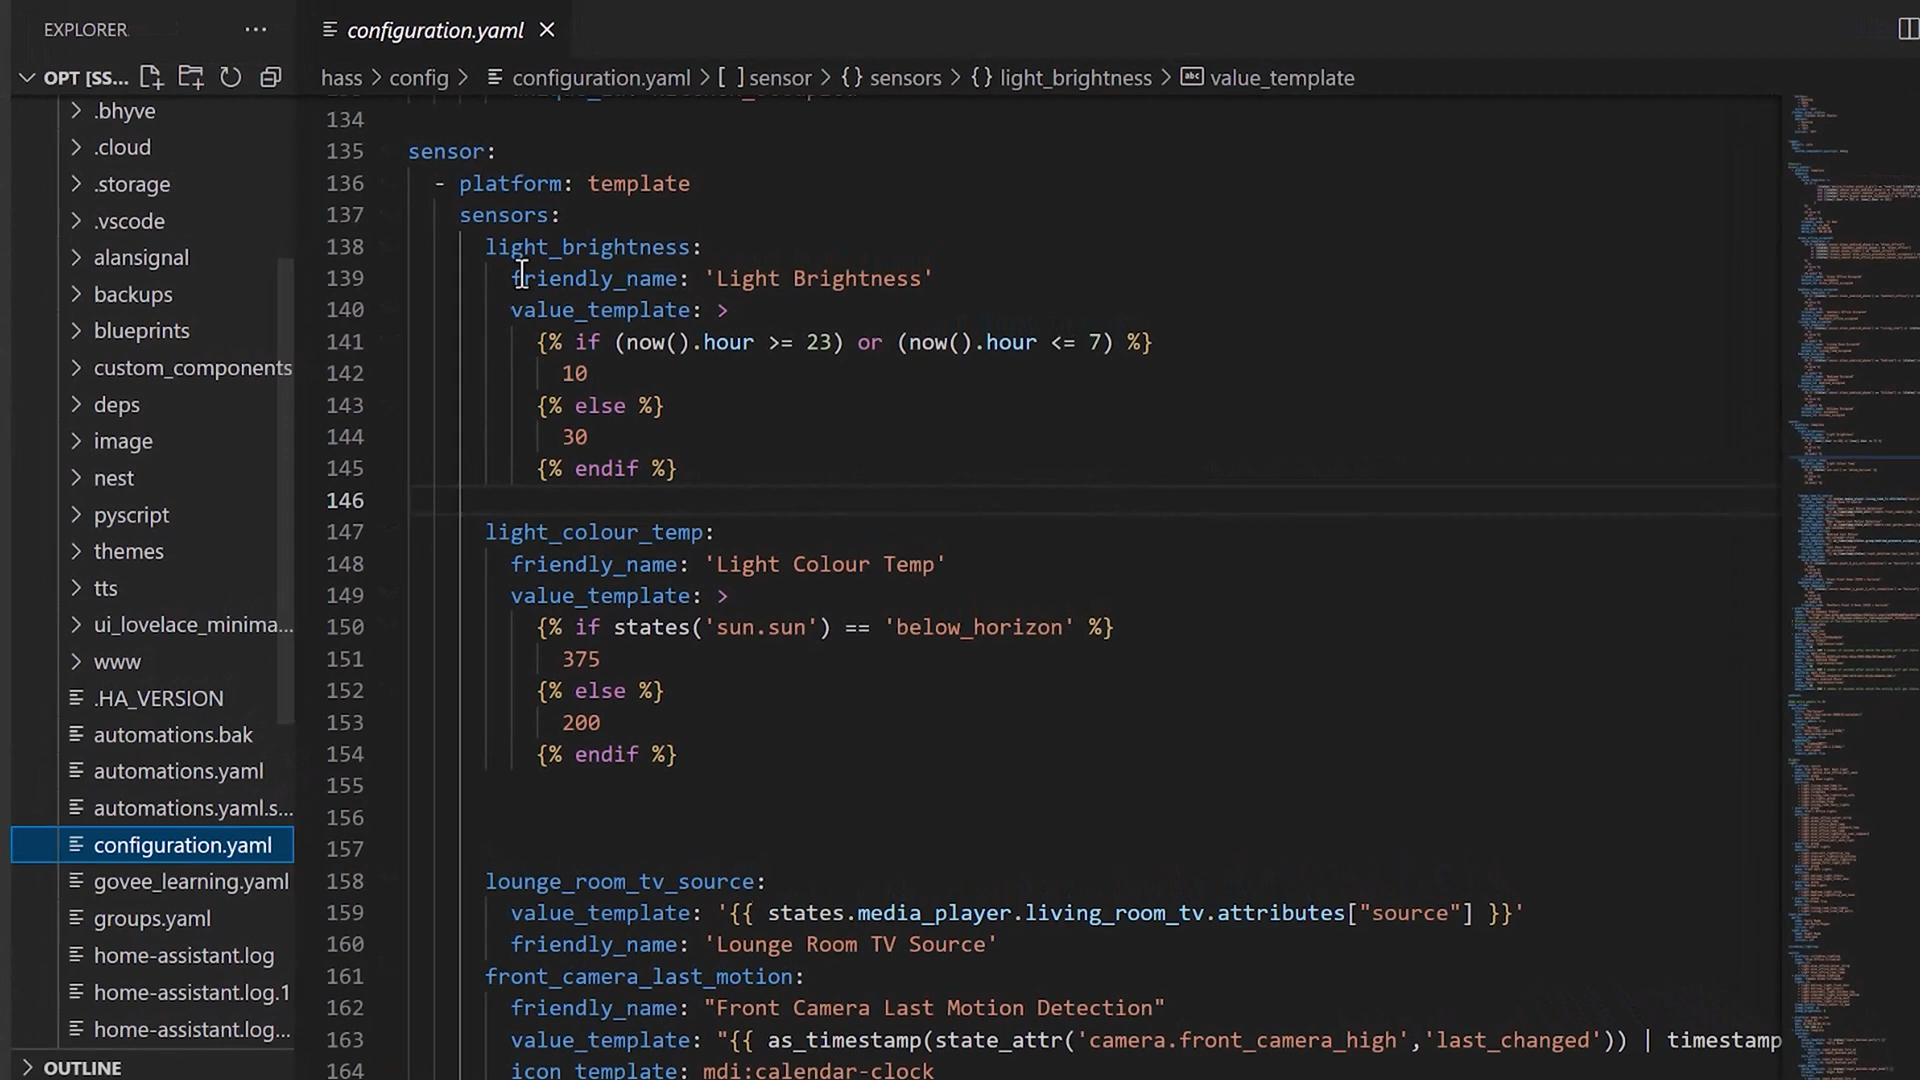 EXPLORER
configuration.yaml
OPT [SS...
hass > config > configuration.yaml > [ ] sensor > {} sensors > {} light_brightness > abc value_template
.bhyve
.cloud
.storage
.vscode
alansignal
backups
blueprints
custom_components
deps
image
nest
pyscript
themes
tts
ui_lovelace_minima...
www
.HA_VERSION
automations.bak
automations.yaml
automations.yaml.s...
configuration.yaml
govee_learning.yaml
groups.yaml
home-assistant.log
home-assistant.log.1
home-assistant.log...
OUTLINE
134
135 sensor:
136 - platform: template
137 sensors:
138 light_brightness:
139 friendly_name: 'Light Brightness'
140 value_template: >
141 {% if (now().hour >= 23) or (now().hour <= 7) %}
142 10
143 {% else %}
144 30
145 {% endif %}
146
147 light_colour_temp:
148 friendly_name: 'Light Colour Temp'
149 value_template: >
150 {% if states('sun.sun') == 'below_horizon' %}
151 375
152 {% else %}
153 200
154 {% endif %}
155
156
157
158 lounge_room_tv_source:
159 value_template: '{{ states.media_player.living_room_tv.attributes["source"] }}'
160 friendly_name: 'Lounge Room TV Source'
161 front_camera_last_motion:
162 friendly_name: "Front Camera Last Motion Detection"
163 value_template: "{{ as_timestamp(state_attr('camera.front_camera_high','last_changed')) | timestamp
164 icon_template: mdi:calendar-clock